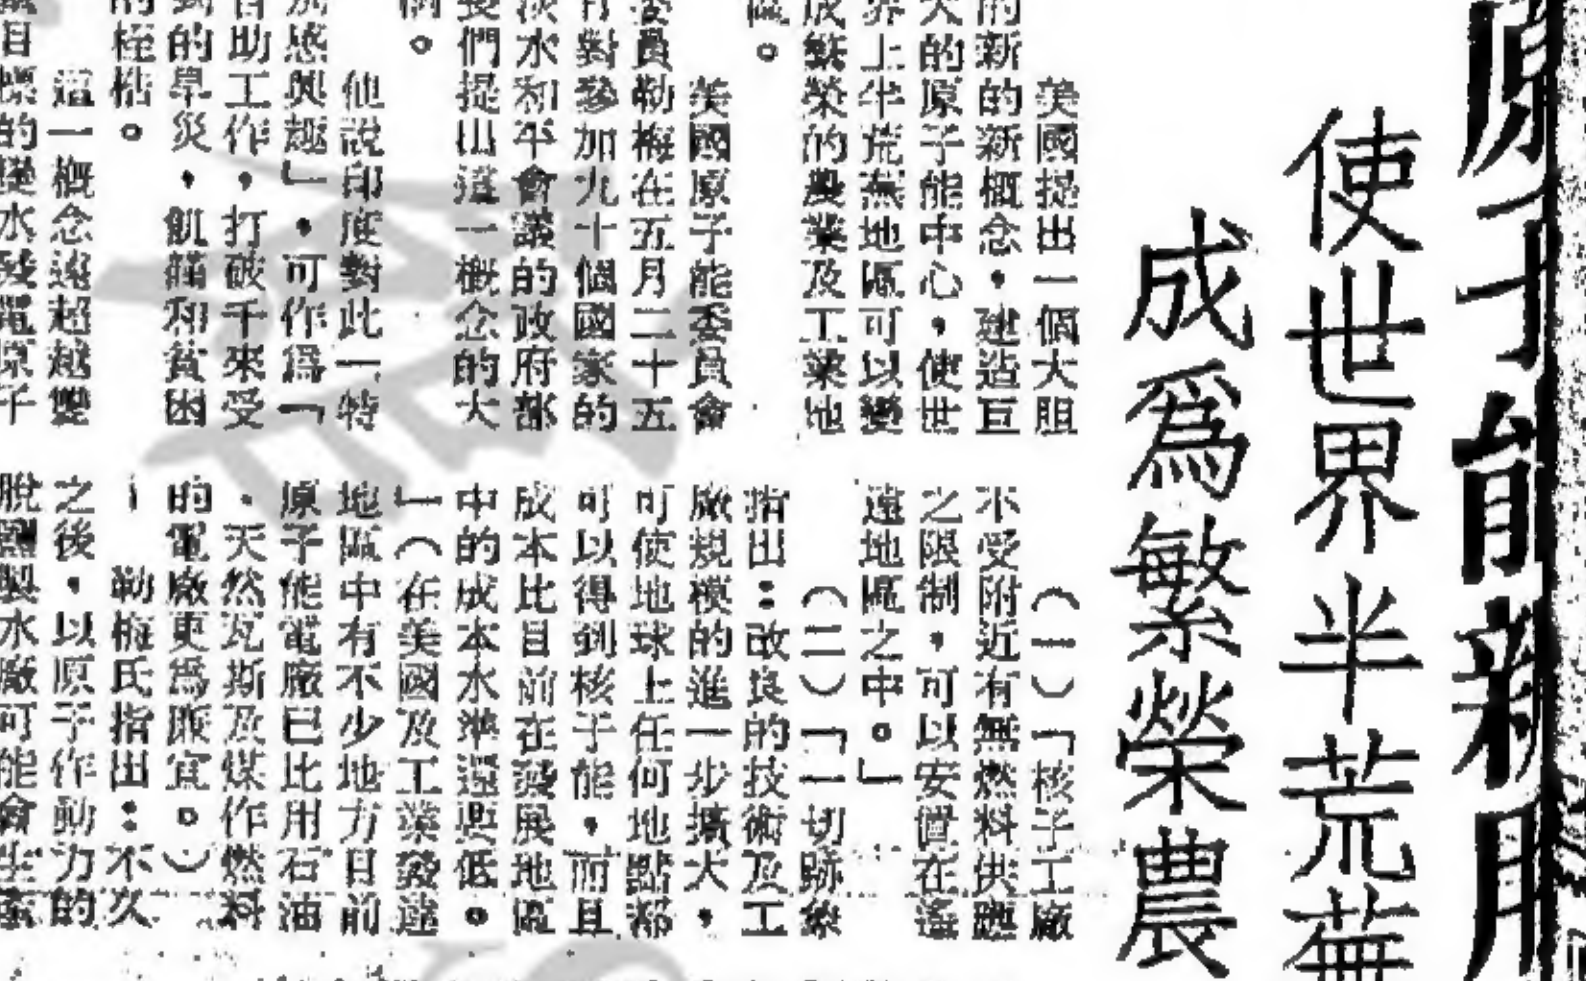 原子能新用
使世界半荒蕪
成爲繁榮農
美國提出一個大胆
的新的新概念，建造巨
大的原子能中心，使世
界上半荒蕪地區可以變
成繁榮的農業及工業地
區。
美國原子能委員會
委員勒梅在五月二十五
有對參加九十個國家的
淡水和平會議的政府部
長們提出這一概念的大
綱。
他說印度對此一特
別感興趣」，可作爲「
自助工作，打破千來受
到的旱災，飢饉和貧困
的桎梏。
這一概念遠超越雙
目標的變水發電原子
（一）「核子工廠
不受附近有無燃料供應
之限制，可以安置在遙
遠地區之中。」
（二）「一切跡象
指出：改良的技術及工
廠規模的進一步擴大，
可使地球上任何地點都
可以得到核子能，而且
成本比目前在發展地區
中的成本水準還要低。
」（在美國及工業發達
地區中有不少地方目前
原子能電廠已比用石油
、天然瓦斯及煤作燃料
的電廠更爲廉宜。）
勒梅氏指出：不久
之後，以原子作動力的
脫鹽製水廠可能會生產